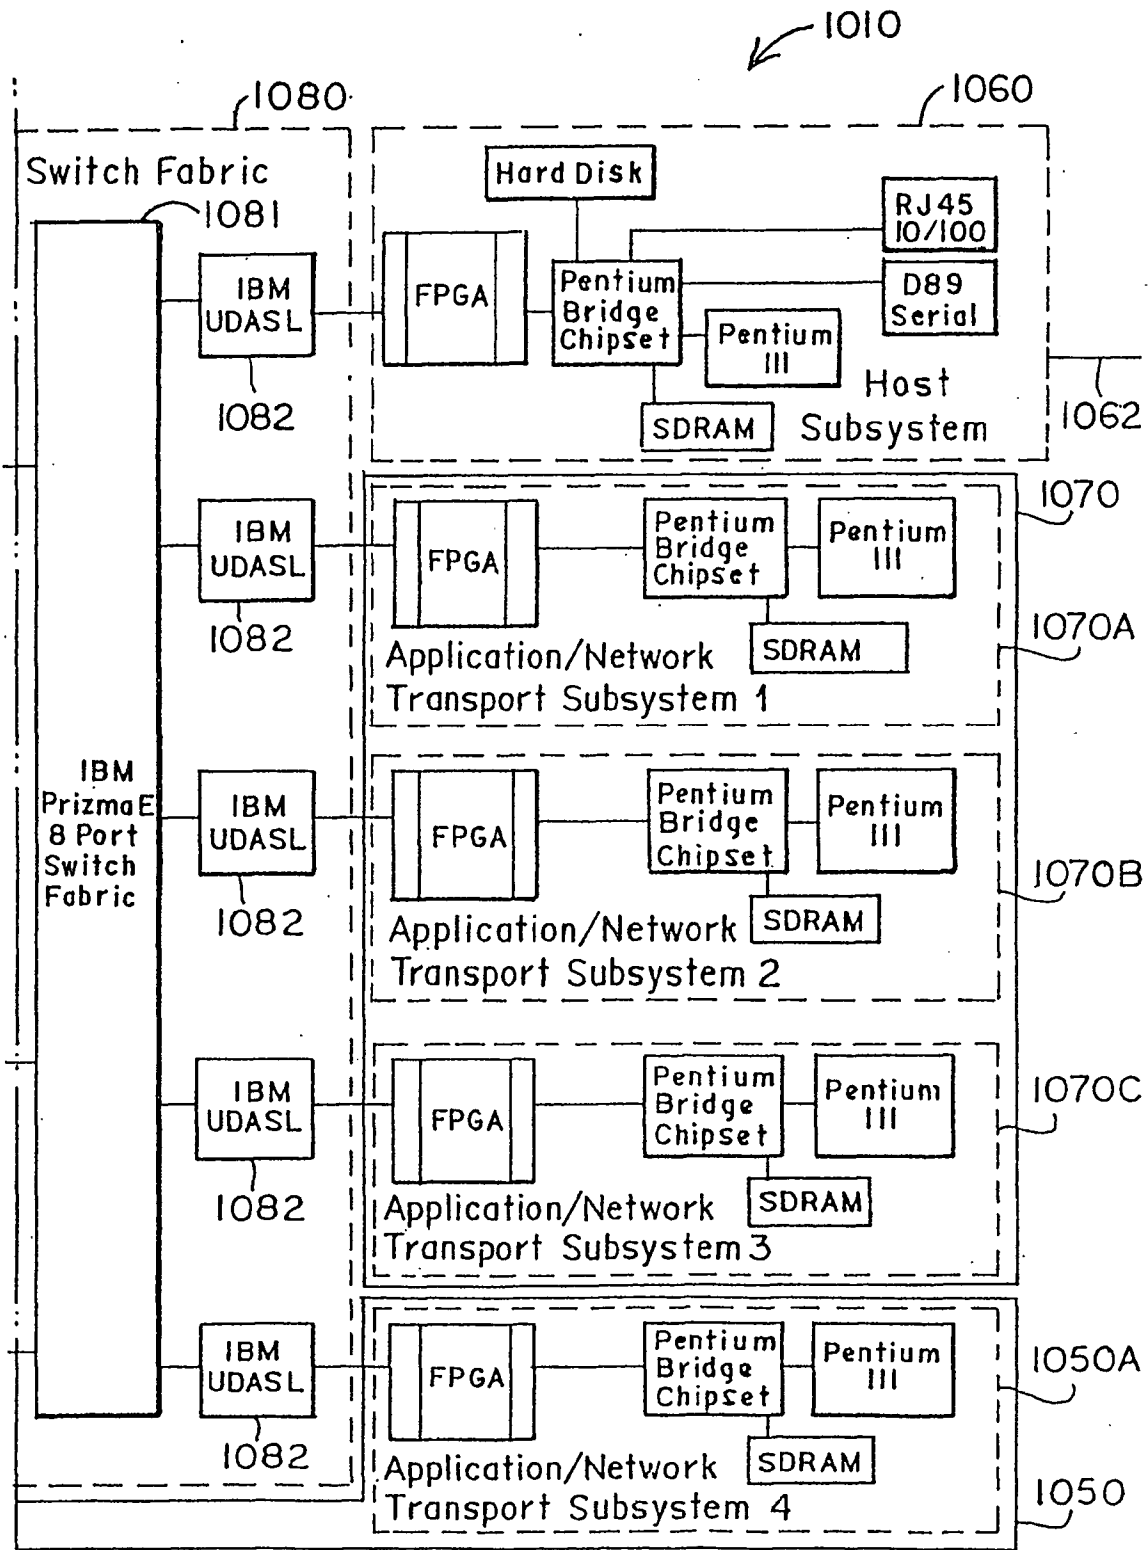 1010
1080
1060
Switch Fabric
1081
Hard Disk
RJ45
10/100
IBM
UDASL
1082
FPGA
Pentium
Bridge
Chipset
D89
Serial
Pentium
III
SDRAM
Host
Subsystem
1062
IBM
UDASL
1082
FPGA
Pentium
Bridge
Chipset
Pentium
III
SDRAM
Application/Network
Transport Subsystem 1
1070
1070A
IBM
PrizmaE
8 Port
Switch
Fabric
IBM
UDASL
1082
FPGA
Pentium
Bridge
Chipset
Pentium
III
SDRAM
Application/Network
Transport Subsystem 2
1070B
IBM
UDASL
1082
FPGA
Pentium
Bridge
Chipset
Pentium
III
SDRAM
Application/Network
Transport Subsystem 3
1070C
IBM
UDASL
1082
FPGA
Pentium
Bridge
Chipset
Pentium
III
SDRAM
Application/Network
Transport Subsystem 4
1050A
1050